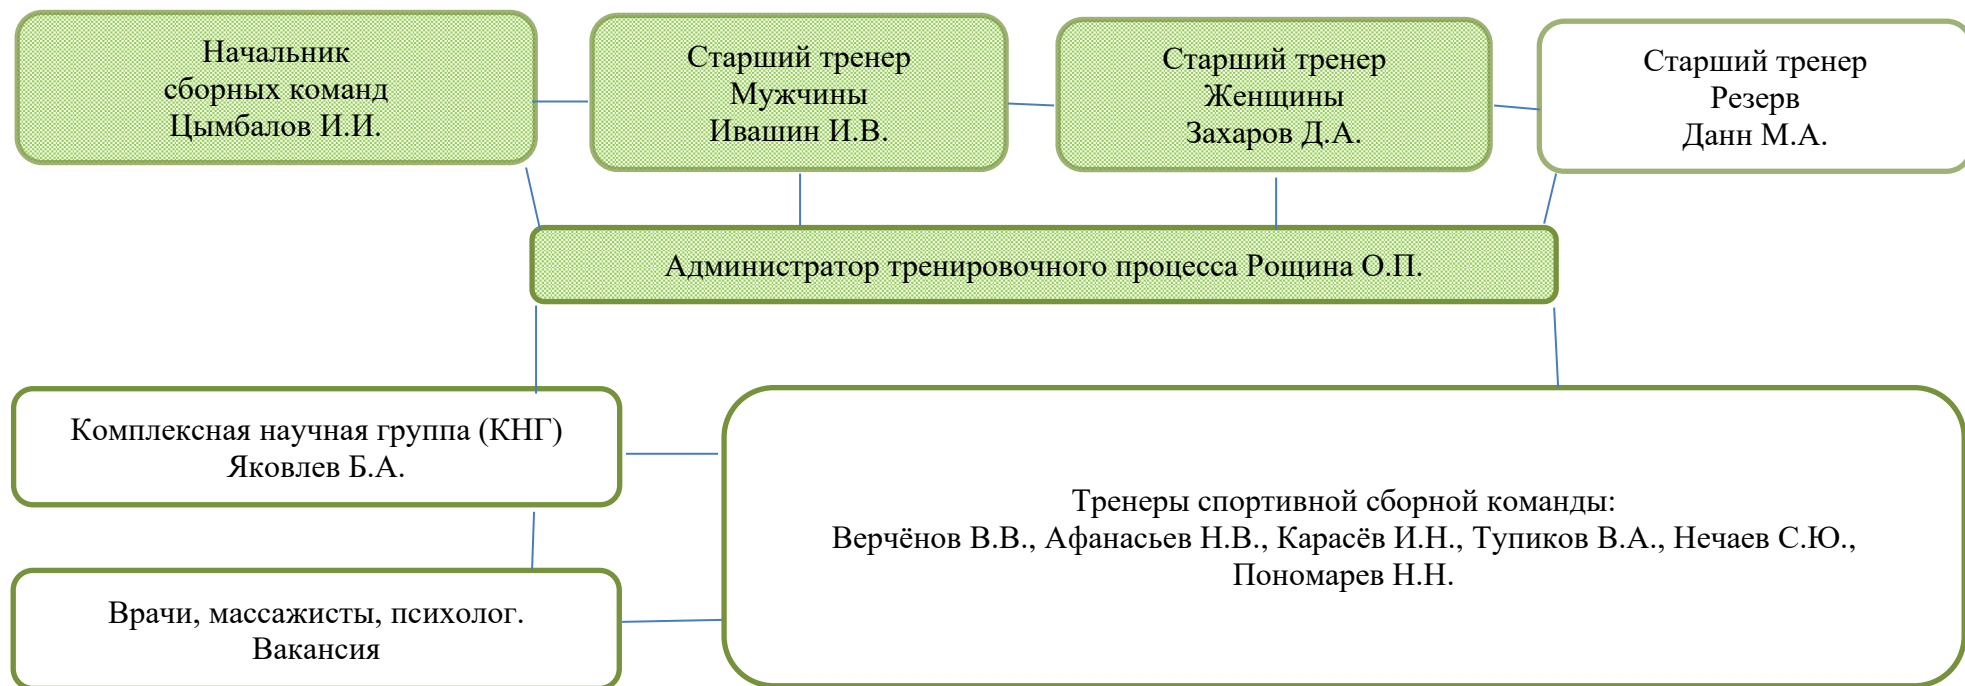 Начальник
сборных команд
Цымбалов И.И.
Старший тренер
Мужчины
Ивашин И.В.
Старший тренер
Женщины
Захаров Д.А.
Старший тренер
Резерв
Данн М.А.
Администратор тренировочного процесса Рощина О.П.
Комплексная научная группа (КНГ)
Яковлев Б.А.
Тренеры спортивной сборной команды:
Верчёнов В.В., Афанасьев Н.В., Карасёв И.Н., Тупиков В.А., Нечаев С.Ю.,
Пономарев Н.Н.
Врачи, массажисты, психолог.
Вакансия